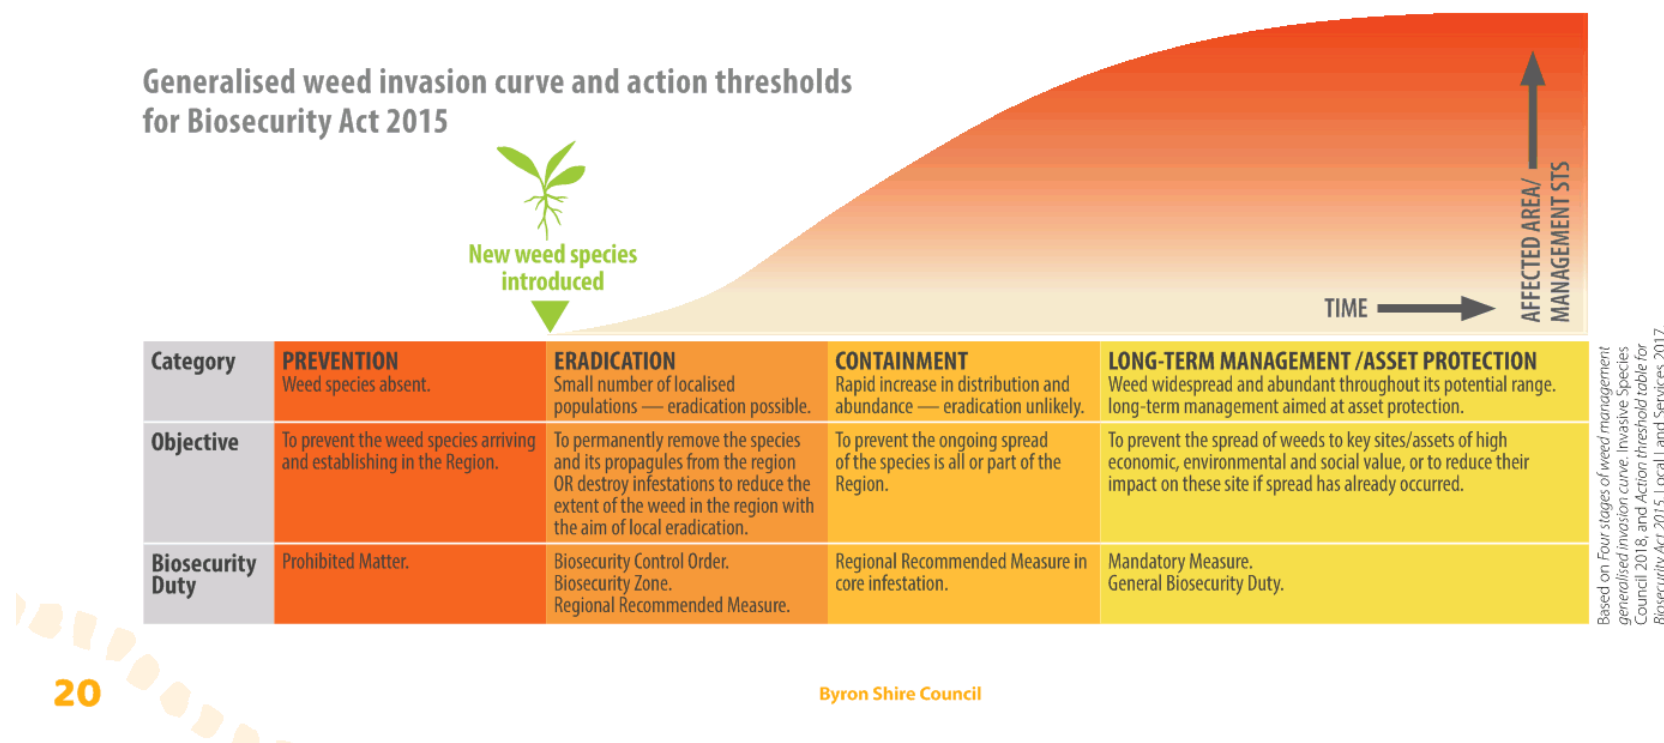 Generalised weed invasion curve and action thresholds
for Biosecurity Act 2015
New weed species
introduced
TIME
AFFECTED AREA/
MANAGEMENT STS
Category
PREVENTION
Weed species absent.
ERADICATION
Small number of localised
populations — eradication possible.
CONTAINMENT
Rapid increase in distribution and
abundance — eradication unlikely.
LONG-TERM MANAGEMENT /ASSET PROTECTION
Weed widespread and abundant throughout its potential range.
long-term management aimed at asset protection.
Objective
To prevent the weed species arriving
and establishing in the Region.
To permanently remove the species
and its propagules from the region
OR destroy infestations to reduce the
extent of the weed in the region with
the aim of local eradication.
To prevent the ongoing spread
of the species is all or part of the
Region.
To prevent the spread of weeds to key sites/assets of high
economic, environmental and social value, or to reduce their
impact on these site if spread has already occurred.
Biosecurity
Duty
Prohibited Matter.
Biosecurity Control Order.
Biosecurity Zone.
Regional Recommended Measure.
Regional Recommended Measure in
core infestation.
Mandatory Measure.
General Biosecurity Duty.
Based on Four stages of weed management
generalised invasion curve. Invasive Species
Council 2018, and Action threshold table for
Biosecurity Act 2015. Local Land Services 2017.
20
Byron Shire Council